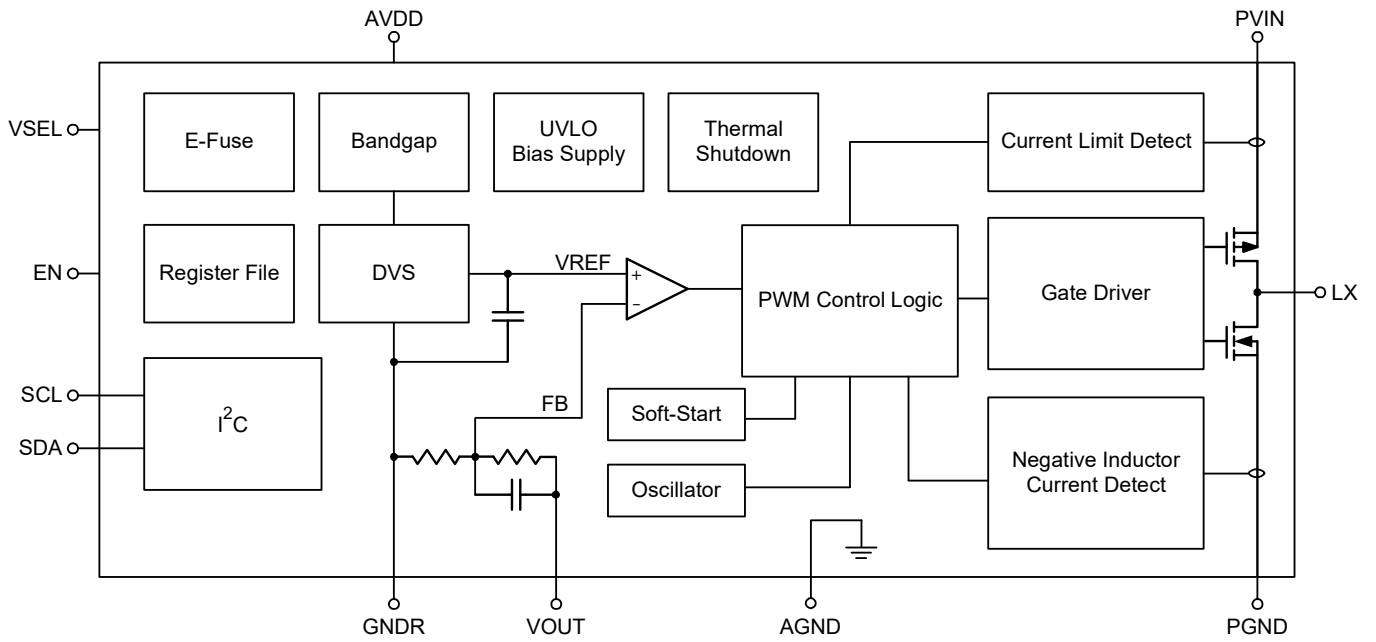 AVDD
PVIN
VSEL
E-Fuse
Bandgap
UVLO
Bias Supply
Thermal
Shutdown
Current Limit Detect
EN
Register File
DVS
VREF
+
−
PWM Control Logic
Gate Driver
LX
SCL
SDA
I²C
FB
Soft-Start
Oscillator
Negative Inductor
Current Detect
GNDR
VOUT
AGND
PGND